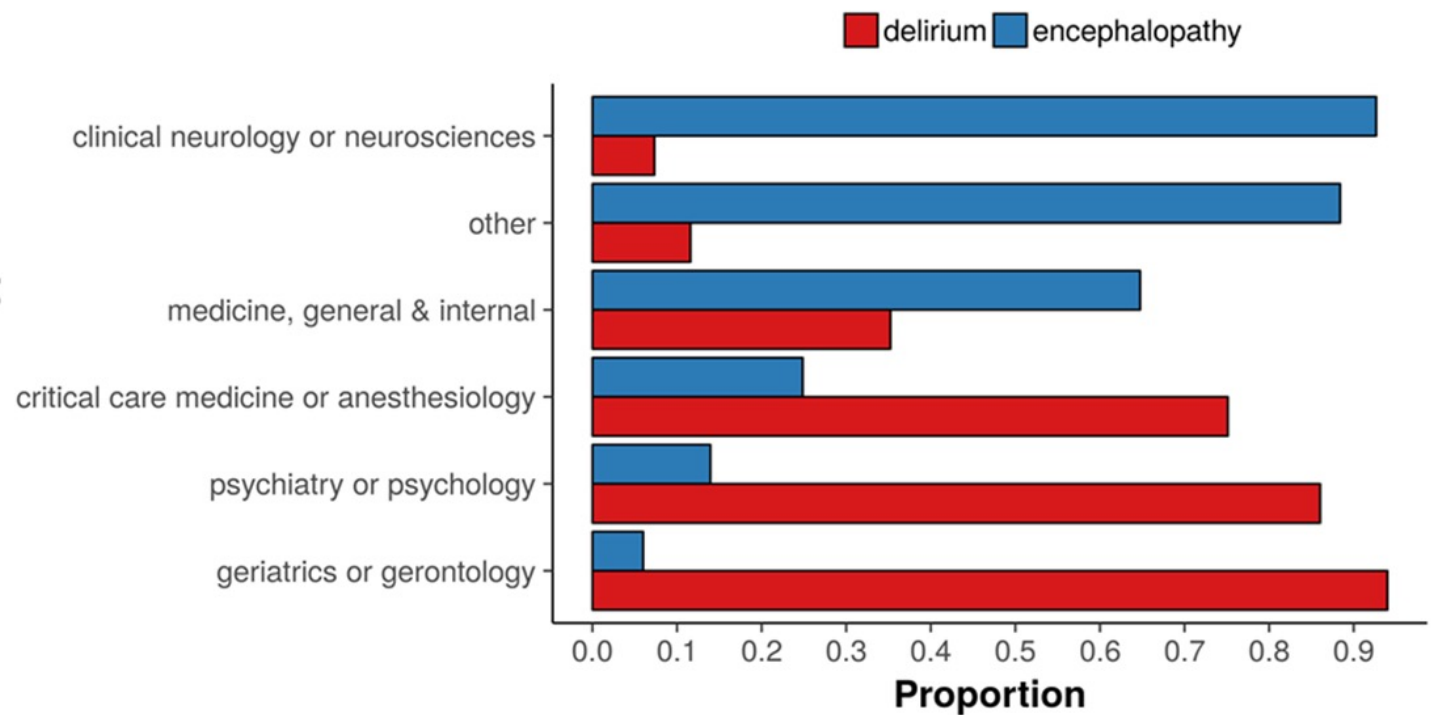 delirium encephalopathy
clinical neurology or neurosciences
other
medicine, general & internal
critical care medicine or anesthesiology
psychiatry or psychology
geriatrics or gerontology
0.0 0.1 0.2 0.3 0.4 0.5 0.6 0.7 0.8 0.9
Proportion